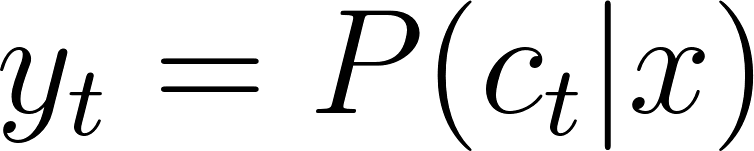 y_t = P(c_t|x)